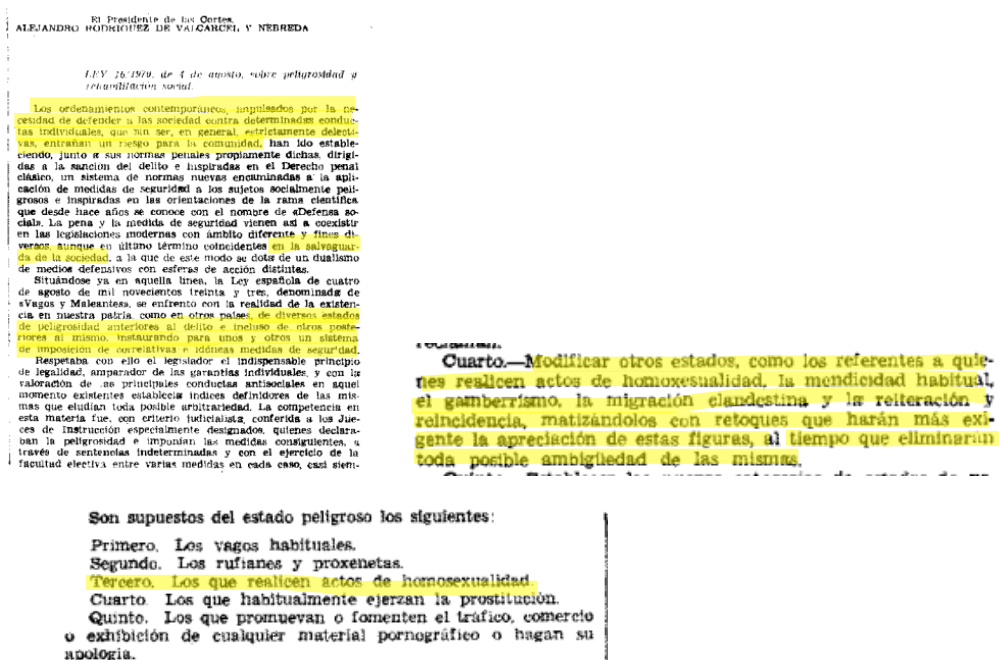 El Presidente de las Cortes,
ALEJANDRO RODRIGUEZ DE VALCARCEL Y NEBREDA
LEY 16/1970, de 4 de agosto, sobre peligrosidad y
rehabilitación social.
Los ordenamientos contemporáneos, impulsados por la ne-
cesidad de defender a las sociedad contra determinadas conduc-
tas individuales, que sin ser, en general, estrictamente delecti-
vas, entrañan un riesgo para la comunidad, han ido estable-
ciendo, junto a sus normas penales propiamente dichas, dirigi-
das a la sanción del delito e inspiradas en el Derecho penal
clásico, un sistema de normas nuevas encaminadas a la apli-
cación de medidas de seguridad a los sujetos socialmente peli-
grosos e inspiradas en las orientaciones de la rama científica
que desde hace años se conoce con el nombre de «Defensa so-
cial». La pena y la medida de seguridad vienen así a coexistir
en las legislaciones modernas con ámbito diferente y fines di-
versos, aunque en último término coincidentes en la salvaguar-
da de la sociedad, a la que de este modo se dota de un dualismo
de medios defensivos con esferas de acción distintas.
Situándose ya en aquella línea, la Ley española de cuatro
de agosto de mil novecientos treinta y tres, denominada de
«Vagos y Maleantes», se enfrento con la realidad de la existen-
cia en nuestra patria, como en otros países, de diversos estados
de peligrosidad anteriores al delito e incluso de otros poste-
riores al mismo, instaurando para unos y otros un sistema
de imposición de correlativas e idóneas medidas de seguridad.
Respetaba con ello el legislador el indispensable principio
de legalidad, amparador de las garantías individuales, y con la
valoración de las principales conductas antisociales en aquel
momento existentes establecía índices definidores de las mis-
mas que eludían toda posible arbitrariedad. La competencia en
esta materia fue, con criterio judicialista, conferida a los Jue-
ces de Instrucción especialmente designados, quienes declara-
ban la peligrosidad e imponían las medidas consiguientes, a
través de sentencias indeterminadas y con el ejercicio de la
facultad electiva entre varias medidas en cada caso, casi siem-
Cuarto.—Modificar otros estados, como los referentes a quie-
nes realicen actos de homoxesualidad, la mendicidad habitual,
el gamberrismo, la migración clandestina y la reiteración y
reincidencia, matizándolos con retoques que harán más exi-
gente la apreciación de estas figuras, al tiempo que eliminarán
toda posible ambigüedad de las mismas.
Son supuestos del estado peligroso los siguientes:
Primero. Los vagos habituales.
Segundo. Los rufianes y proxenetas.
Tercero. Los que realicen actos de homosexualidad.
Cuarto. Los que habitualmente ejerzan la prostitución.
Quinto. Los que promuevan o fomenten el tráfico, comercio
o exhibición de cualquier material pornográfico o hagan su
apología.